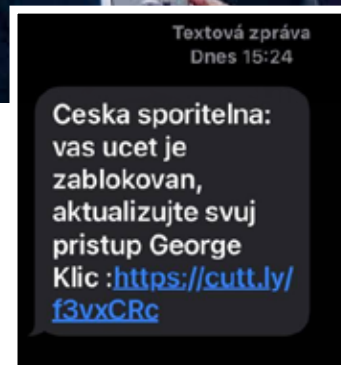 Textová zpráva
Dnes 15:24
Ceska sporitelna:
vas ucet je
zablokovan,
aktualizujte svuj
pristup George
Klic :https://cutt.ly/
f3vxCRc